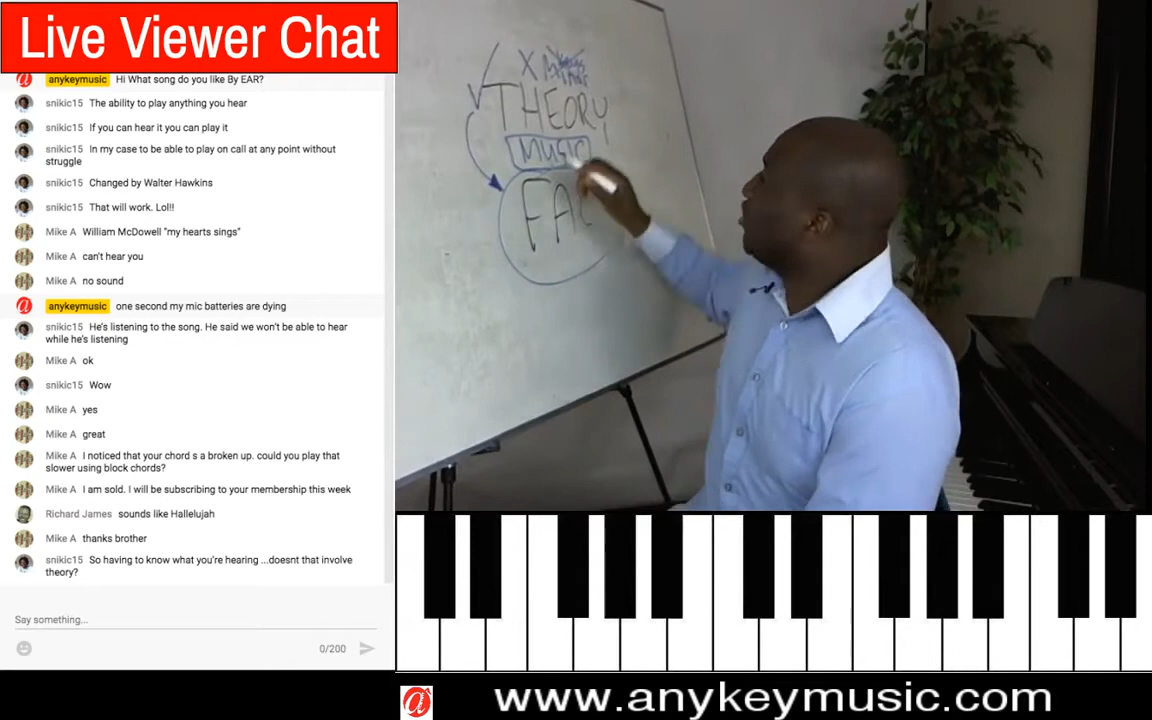 Live Viewer Chat
anykeymusic Hi What song do you like By EAR?
snikic15 The ability to play anything you hear
snikic15 If you can hear it you can play it
snikic15 In my case to be able to play on call at any point without
struggle
snikic15 Changed by Walter Hawkins
snikic15 That will work. Lol!!
Mike A William McDowell "my hearts sings"
Mike A can't hear you
Mike A no sound
anykeymusic one second my mic batteries are dying
snikic15 He's listening to the song. He said we won't be able to hear
while he's listening
Mike A ok
snikic15 Wow
Mike A yes
Mike A great
Mike A I noticed that your chord s a broken up. could you play that
slower using block chords?
Mike A I am sold. I will be subscribing to your membership this week
Richard James sounds like Hallelujah
Mike A thanks brother
snikic15 So having to know what you're hearing ...doesnt that involve
theory?
Say something...
0/200
X
THEORY
MUSIC
FAC
www.anykeymusic.com